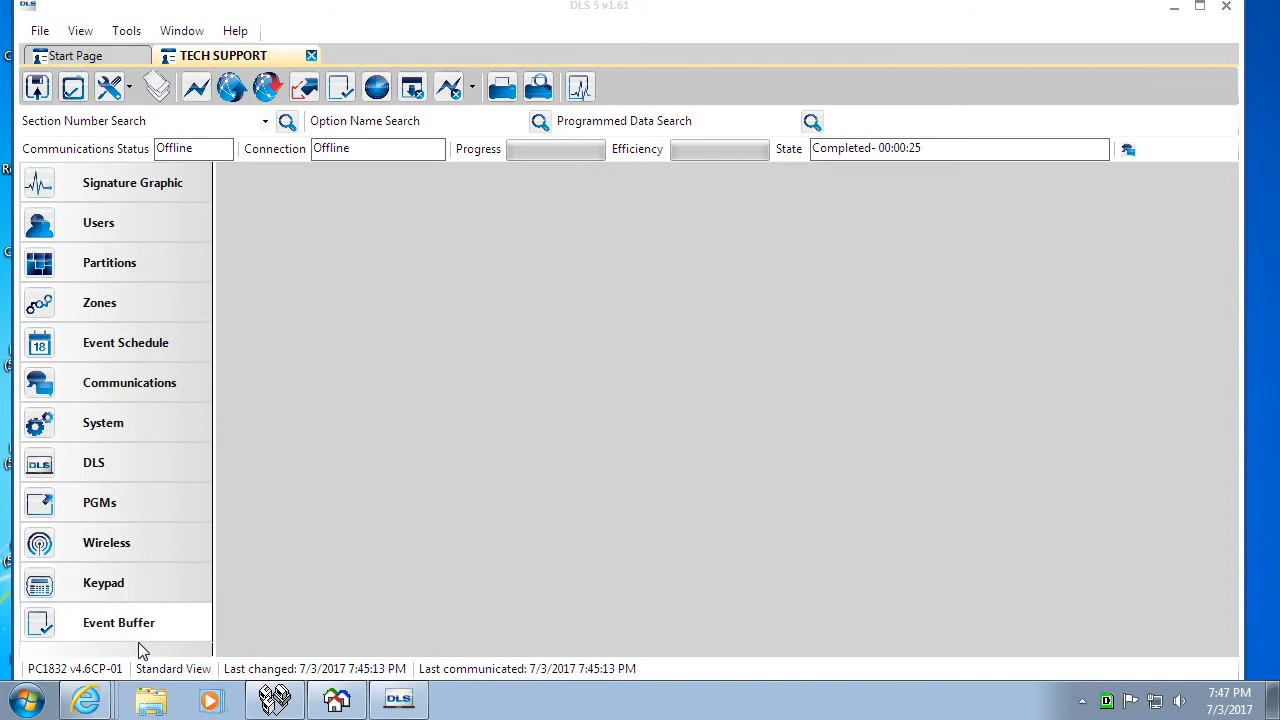 DLS
DLS 5 v1.61
File View Tools Window Help
Start Page TECH SUPPORT
Section Number Search Option Name Search Programmed Data Search
Communications Status Offline Connection Offline Progress Efficiency State Completed- 00:00:25
Signature Graphic
Users
Partitions
Zones
18 Event Schedule
Communications
System
DLS DLS
PGMs
Wireless
Keypad
Event Buffer
PC1832 v4.6CP-01 Standard View Last changed: 7/3/2017 7:45:13 PM Last communicated: 7/3/2017 7:45:13 PM
DLS
D
7:47 PM
7/3/2017